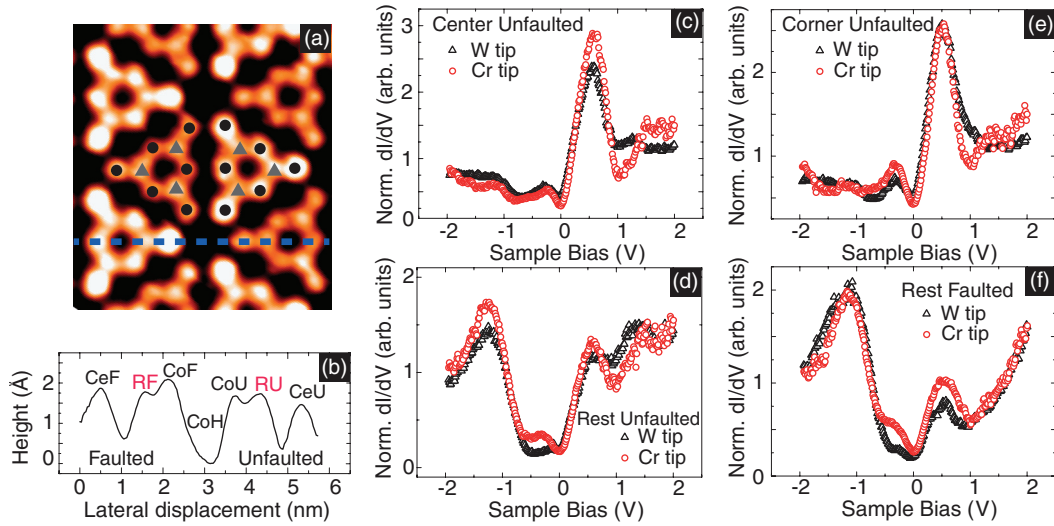 (a)
Height (Å)
2
1
0
(b)
CeF
RF
CoF
CoH
CoU
RU
CeU
Faulted
Unfaulted
0 1 2 3 4 5 6
Lateral displacement (nm)
Norm. dI/dV (arb. units)
3
2
1
0
Center Unfaulted
(c)
W tip
Cr tip
-2 -1 0 1 2
Sample Bias (V)
Norm. dI/dV (arb. units)
2
1
0
(d)
Rest Unfaulted
W tip
Cr tip
-2 -1 0 1 2
Sample Bias (V)
Norm. dI/dV (arb. units)
2
1
Corner Unfaulted
(e)
W tip
Cr tip
-2 -1 0 1 2
Sample Bias (V)
Norm. dI/dV (arb. units)
2
1
0
(f)
Rest Faulted
W tip
Cr tip
-2 -1 0 1 2
Sample Bias (V)